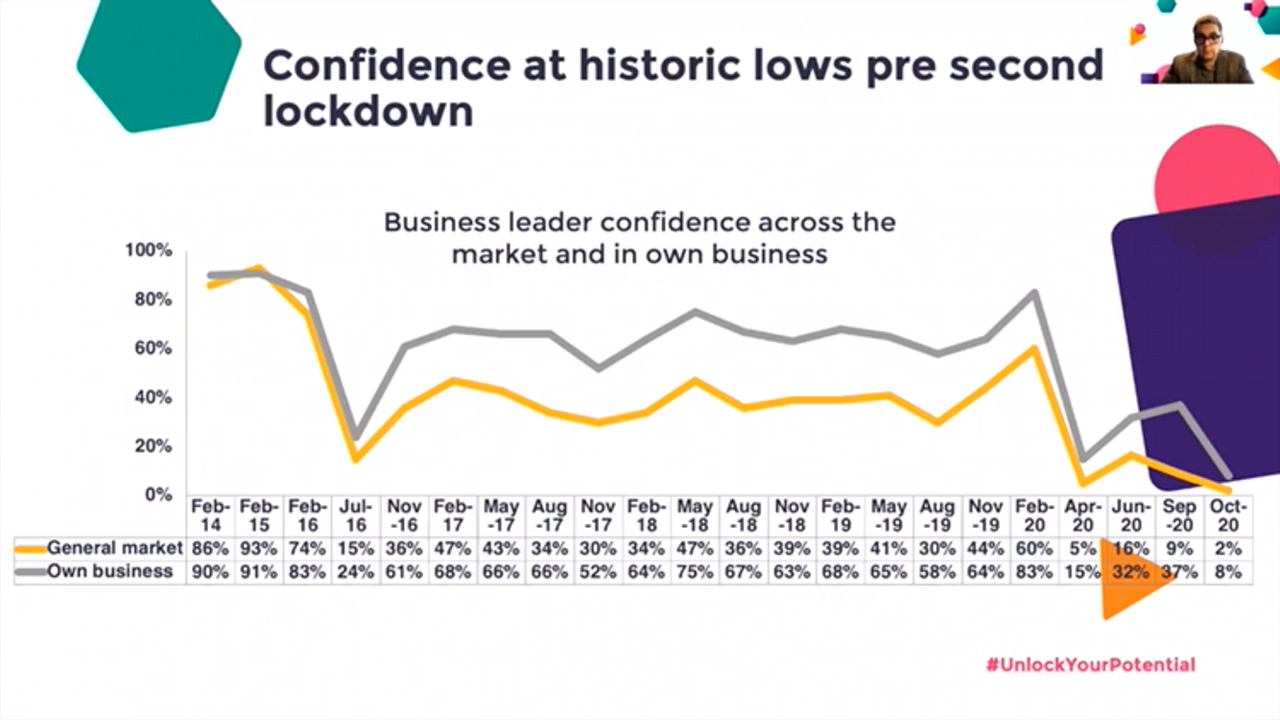 Confidence at historic lows pre second
lockdown
Business leader confidence across the
market and in own business
100%
80%
60%
40%
20%
0%
Feb- Feb- Feb- Jul- Nov Feb- May Aug Nov Feb- May Aug Nov Feb- May Aug Nov Feb- Apr- Jun- Sep Oct-
14 15 16 16 -16 17 -17 -17 -17 18 -18 -18 -18 19 -19 -19 -19 20 20 20 -20 20
General market 86% 93% 74% 15% 36% 47% 43% 34% 30% 34% 47% 36% 39% 39% 41% 30% 44% 60% 5% 16% 9% 2%
Own business 90% 91% 83% 24% 61% 68% 66% 66% 52% 64% 75% 67% 63% 68% 65% 58% 64% 83% 15% 32% 37% 8%
#UnlockYourPotential